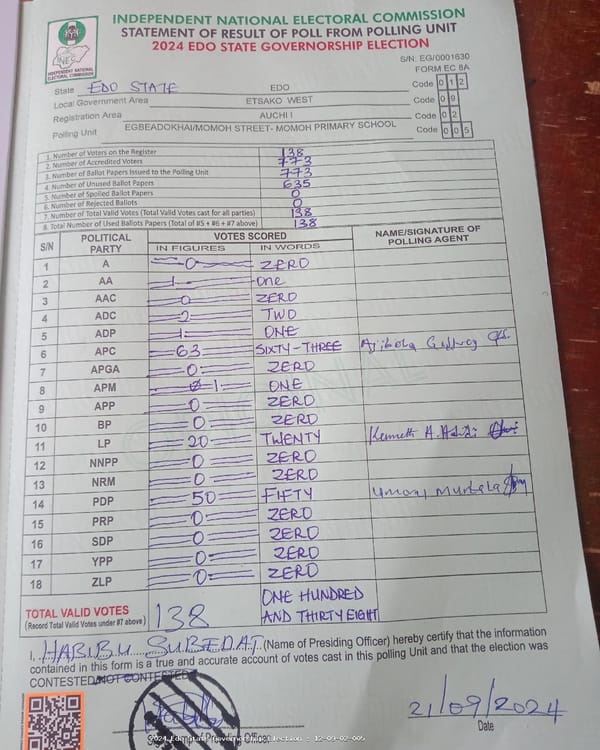 INDEPENDENT NATIONAL ELECTORAL COMMISSION
STATEMENT OF RESULT OF POLL FROM POLLING UNIT
2024 EDO STATE GOVERNORSHIP ELECTION
INEC
INDEPENDENT NATIONAL ELECTORAL COMMISSION
S/N: EG/0001630
FORM EC 8A
State EDO STATE EDO Code 0 1 2
Local Government Area ETSAKO WEST Code 0 9
Registration Area AUCHI I Code 0 2
Polling Unit EGBEADOKHAI/MOMOH STREET- MOMOH PRIMARY SCHOOL Code 0 0 5
1. Number of Voters on the Register 138
2. Number of Accredited Voters 773
3. Number of Ballot Papers Issued to the Polling Unit 773
4. Number of Unused Ballot Papers 635
5. Number of Spoiled Ballot Papers 0
6. Number of Rejected Ballots 0
7. Number of Total Valid Votes (Total Valid Votes cast for all parties) 138
8. Total Number of Used Ballots Papers (Total of #5 + #6 + #7 above) 138
S/N POLITICAL PARTY VOTES SCORED NAME/SIGNATURE OF POLLING AGENT
IN FIGURES IN WORDS
1 A 0 ZERO
2 AA 1 one
3 AAC 0 ZERO
4 ADC 2 TWO
5 ADP 1 ONE
6 APC 63 SIXTY-THREE Ajibola
7 APGA 0 ZERO
8 APM 1 ONE
9 APP 0 ZERO
10 BP 0 ZERO
11 LP 20 TWENTY Kenneth
12 NNPP 0 ZERO
13 NRM 0 ZERO
14 PDP 50 FIFTY Umoru Murtala
15 PRP 0 ZERO
16 SDP 0 ZERO
17 YPP 0 ZERO
18 ZLP 0 ZERO
TOTAL VALID VOTES 138 ONE HUNDRED AND THIRTY EIGHT
(Record Total Valid Votes under #7 above)
I, HABIBU SUBEDAT (Name of Presiding Officer) hereby certify that the information
contained in this form is a true and accurate account of votes cast in this polling Unit and that the election was
CONTESTED/NOT CONTESTED
21/09/2024
Date
2024 Edo State Governorship Election - 12-09-02-005